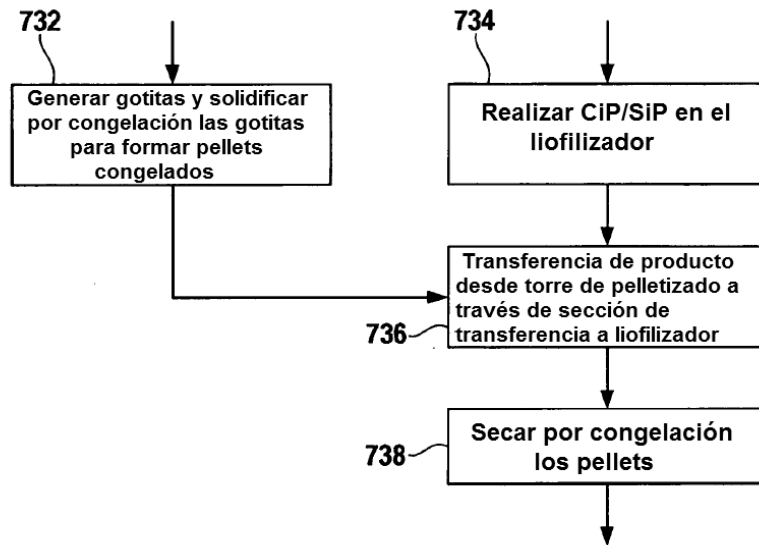 732
Generar gotitas y solidificar
por congelación las gotitas
para formar pellets
congelados
734
Realizar CiP/SiP en el
liofilizador
Transferencia de producto
desde torre de pelletizado a
través de sección de
transferencia a liofilizador
736
Secar por congelación
los pellets
738